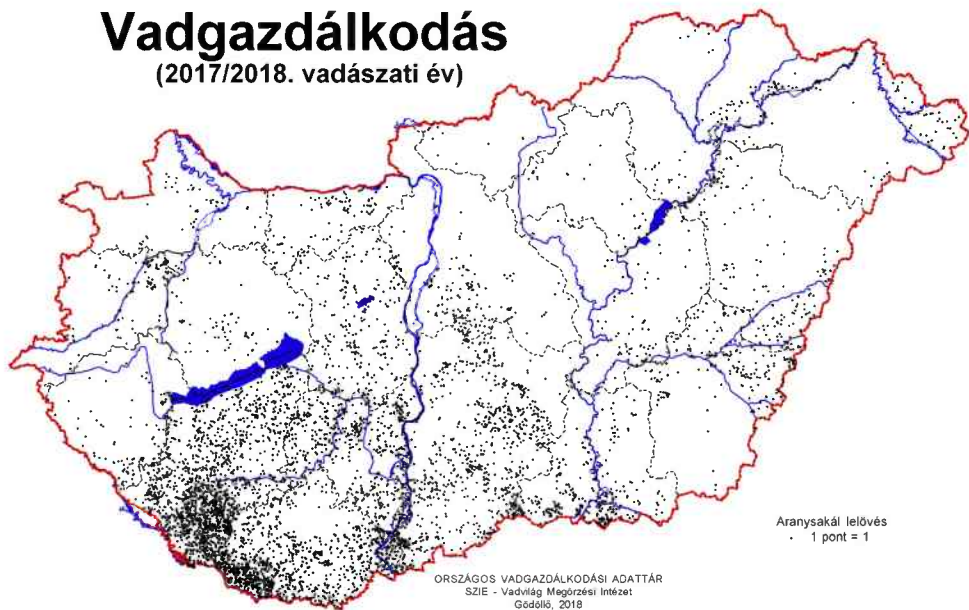 Vadgazdálkodás
(2017/2018. vadászati év)
Aranysakál lelövés
. 1 pont = 1
ORSZÁGOS VADGAZDÁLKODÁSI ADATTÁR
SZIE - Vadvilág Megőrzési Intézet
Gödöllő, 2018